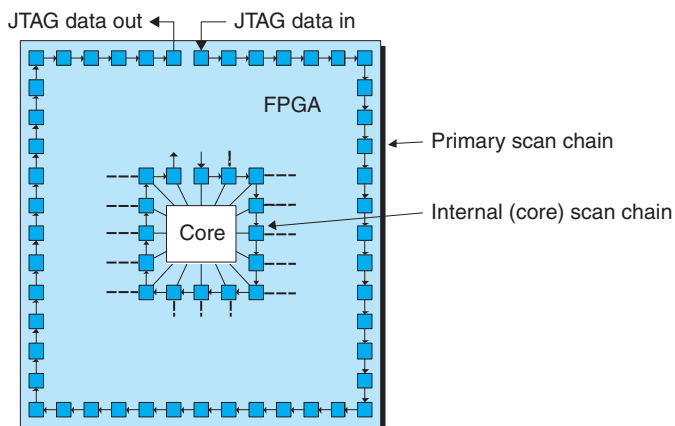 JTAG data out
JTAG data in
FPGA
Primary scan chain
Internal (core) scan chain
Core